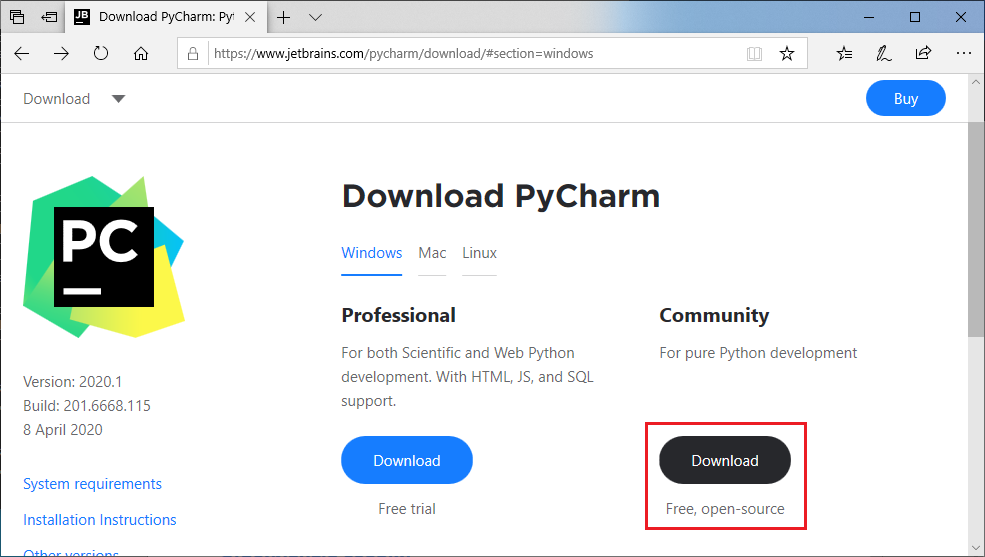 JB
Download PyCharm: Pyt
https://www.jetbrains.com/pycharm/download/#section=windows
Download
Buy
PC
Download PyCharm
Windows Mac Linux
Professional
For both Scientific and Web Python
development. With HTML, JS, and SQL
support.
Download
Free trial
Community
For pure Python development
Download
Free, open-source
Version: 2020.1
Build: 201.6668.115
8 April 2020
System requirements
Installation Instructions
Other versions